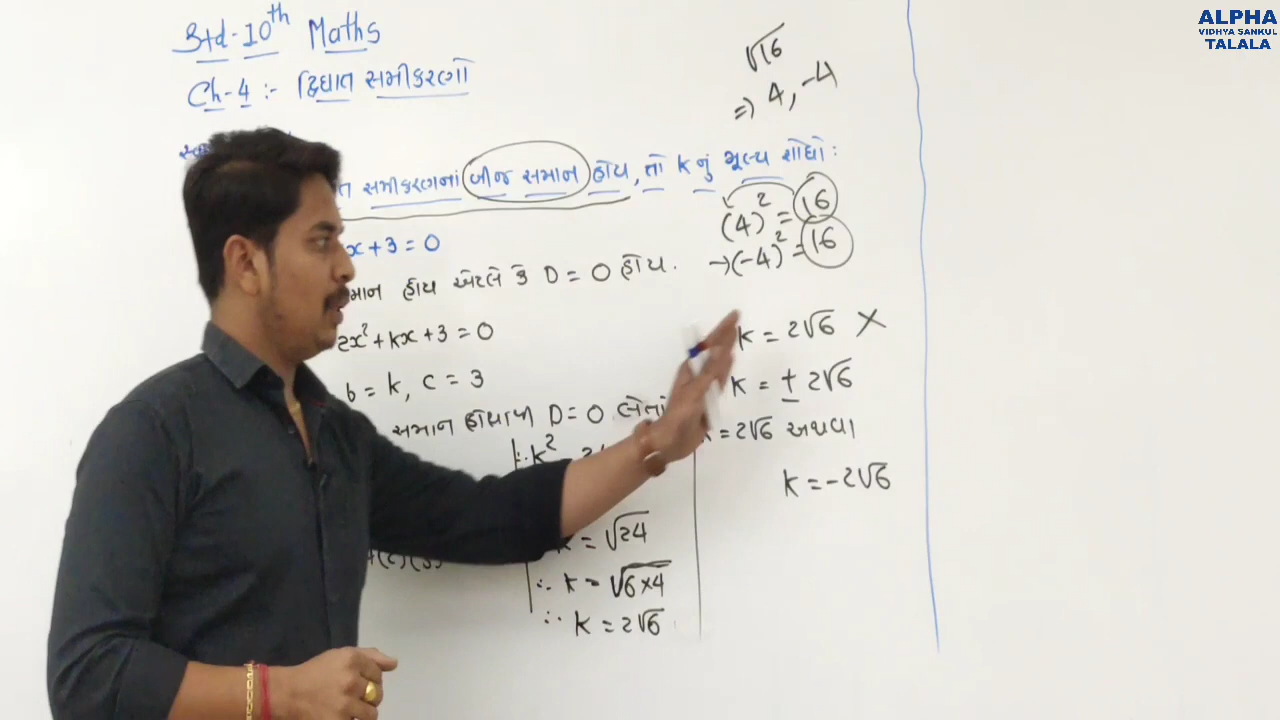 ALPHA
VIDHYA SANKUL
TALALA
Std-10th Maths
Ch-4 :- દ્વિઘાત સમીકરણો
√16
⇒ 4, -4
સમીકરણનાં બીજ સમાન હોય, તો k નું મૂલ્ય શોધો:
x + 3 = 0
હોય એટલે કે D = 0 હોય.
2x² + kx + 3 = 0
b = k, c = 3
સમાન હોવાથી D = 0 લેતાં
∴ k²
k = √24
∴ k = √6×4
∴ k = 2√6
(4)² = 16
→ (-4)² = 16
k = 2√6 ×
k = ± 2√6
= 2√6 અથવા
k = -2√6